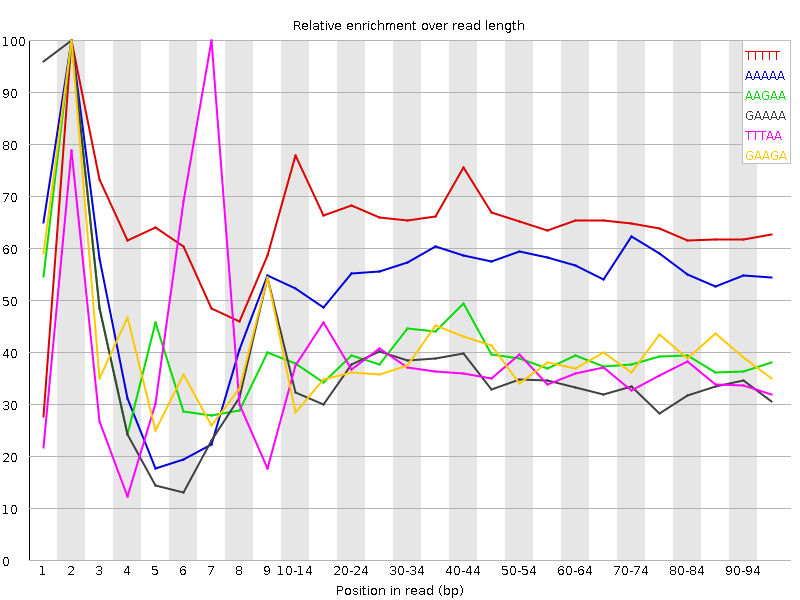 Relative enrichment over read length
100
90
80
70
60
50
40
30
20
10
0
TTTTT
AAAAA
AAGAA
GAAAA
TTTAA
GAAGA
1 2 3 4 5 6 7 8 9 10-14 20-24 30-34 40-44 50-54 60-64 70-74 80-84 90-94
Position in read (bp)